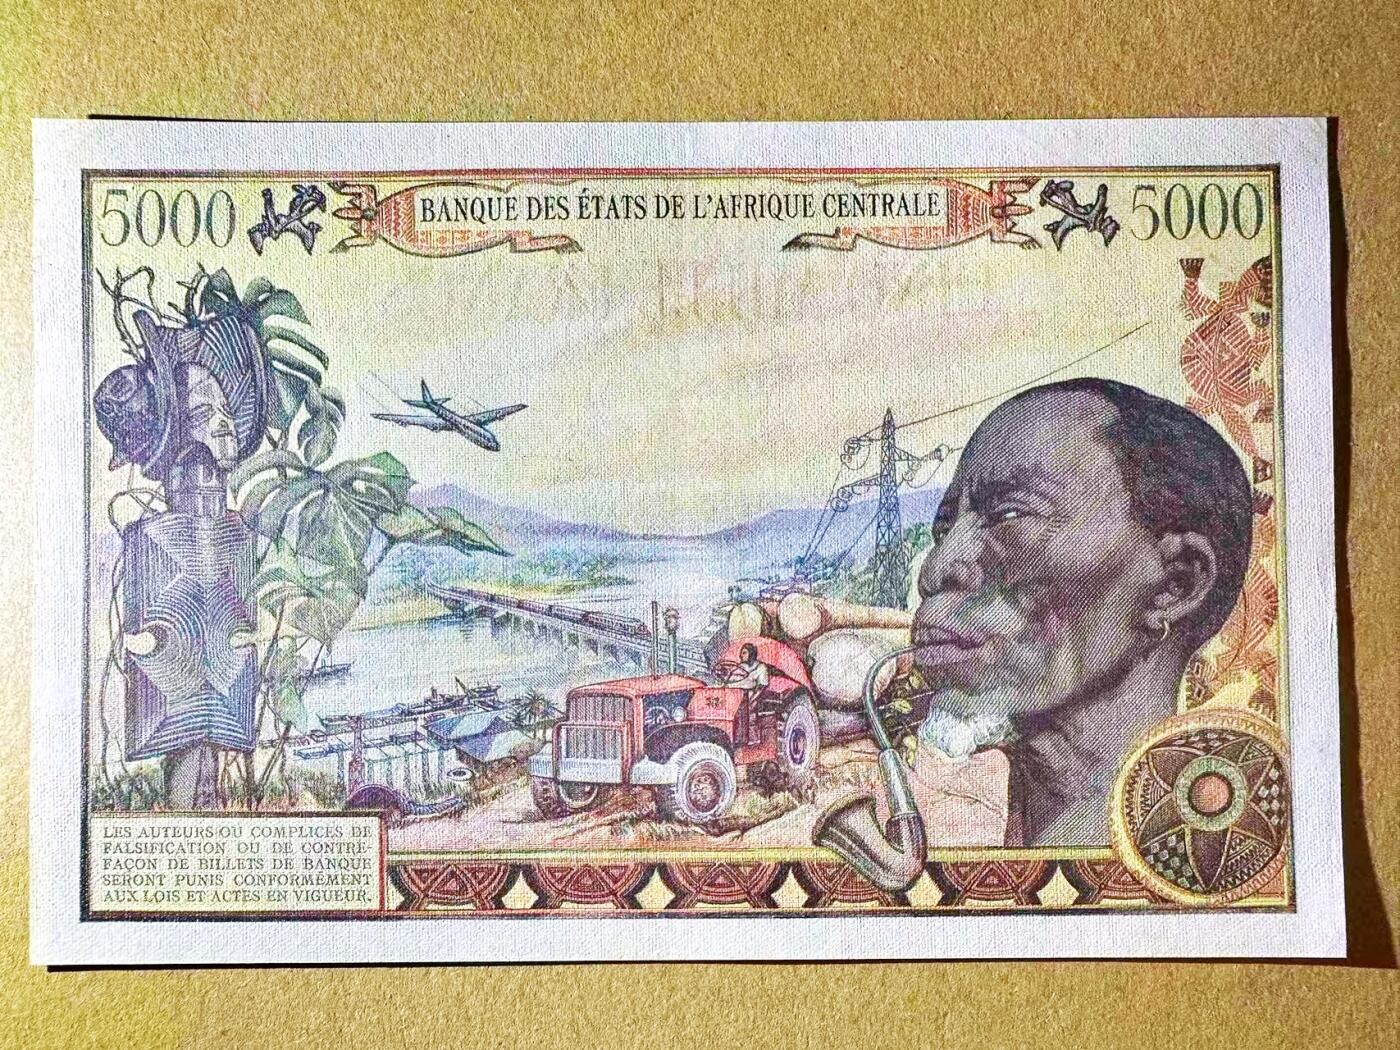 5000
BANQUE DES ÉTATS DE L'AFRIQUE CENTRALE
5000
LES AUTEURS OU COMPLICES DE
FALSIFICATION OU DE CONTRE-
FAÇON DE BILLETS DE BANQUE
SERONT PUNIS CONFORMÉMENT
AUX LOIS ET ACTES EN VIGUEUR.